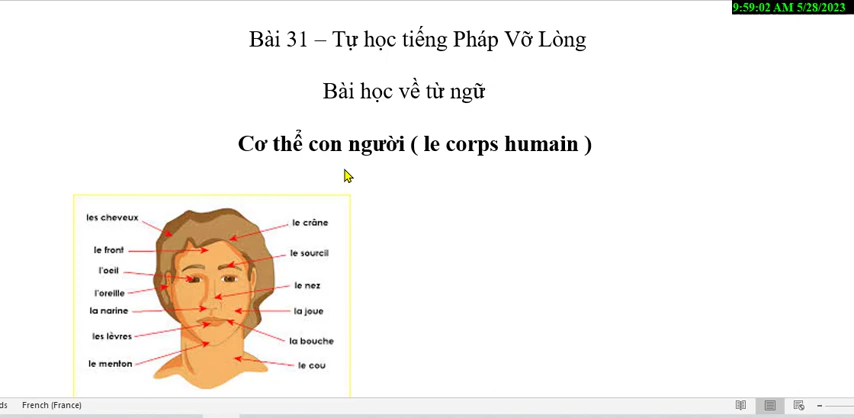 9:59:02 AM 5/28/2023
Bài 31 – Tự học tiếng Pháp Vỡ Lòng
Bài học về từ ngữ
Cơ thể con người ( le corps humain )
les cheveux
le crâne
le front
le sourcil
l'oeil
l'oreille
le nez
la narine
la joue
les lèvres
la bouche
le menton
le cou
ds French (France)